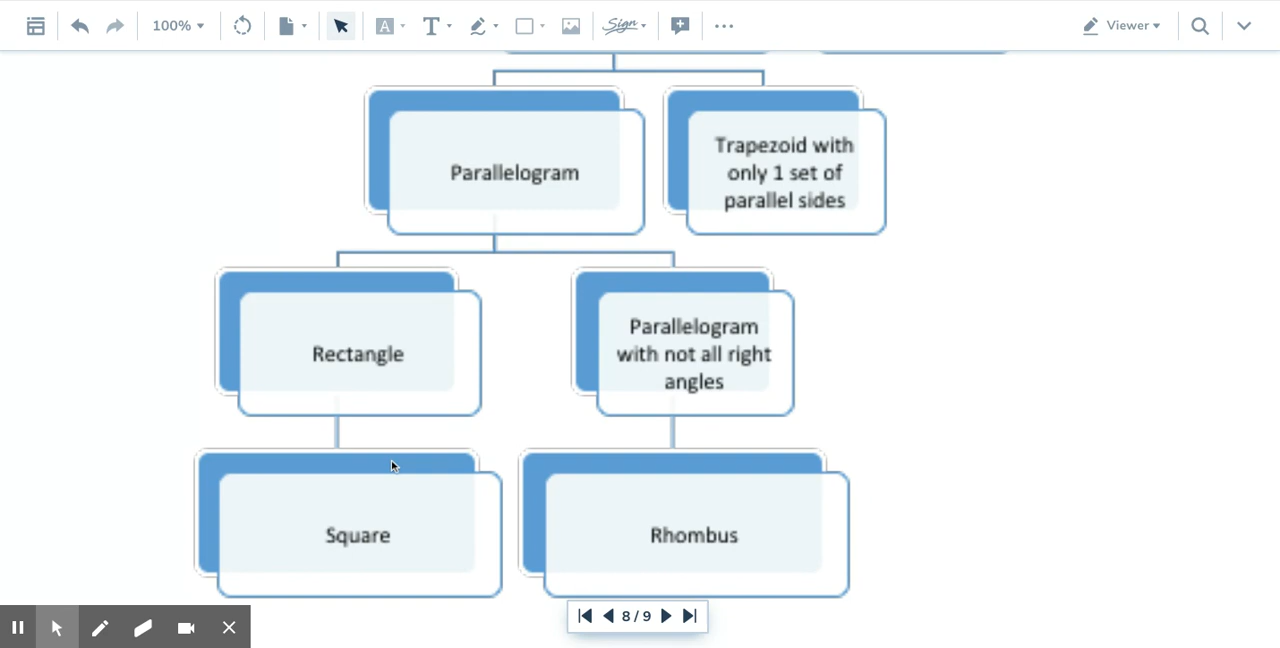 100%
A
T
Sign
Viewer
Parallelogram
Trapezoid with
only 1 set of
parallel sides
Rectangle
Parallelogram
with not all right
angles
Square
Rhombus
8 / 9